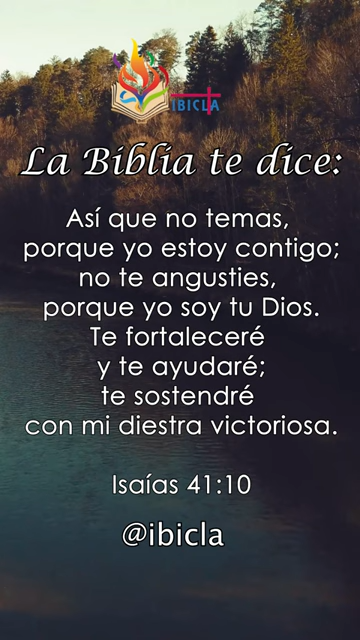 IBICLA
La Biblia te dice:
Así que no temas,
porque yo estoy contigo;
no te angusties,
porque yo soy tu Dios.
Te fortaleceré
y te ayudaré;
te sostendré
con mi diestra victoriosa.
Isaías 41:10
@ibicla